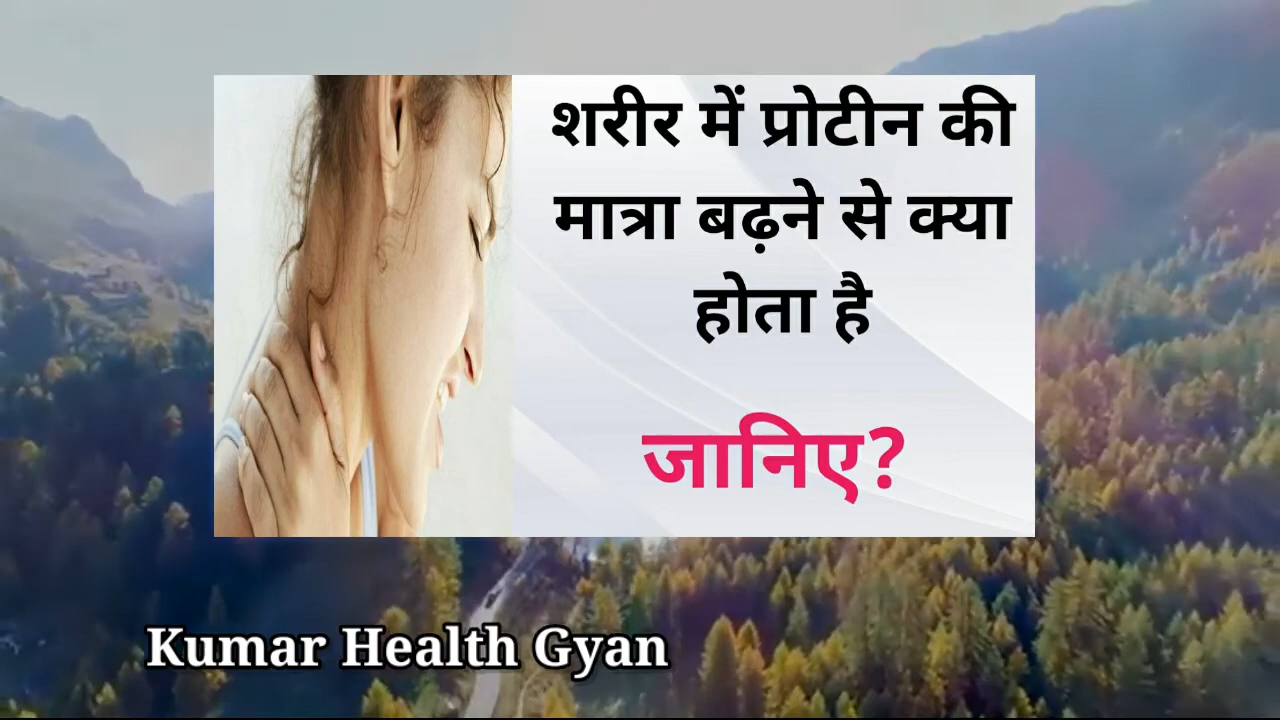 शरीर में प्रोटीन की
मात्रा बढ़ने से क्या
होता है
जानिए?
Kumar Health Gyan